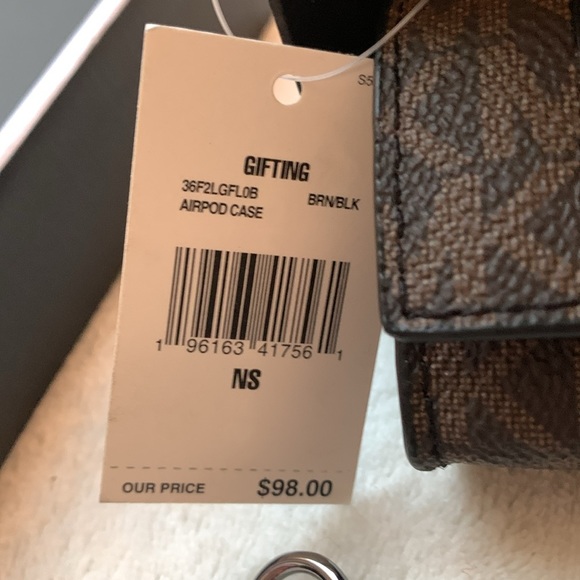 S5
GIFTING
36F2LGFL0B BRN/BLK
AIRPOD CASE
1 96163 41756 1
NS
OUR PRICE $98.00